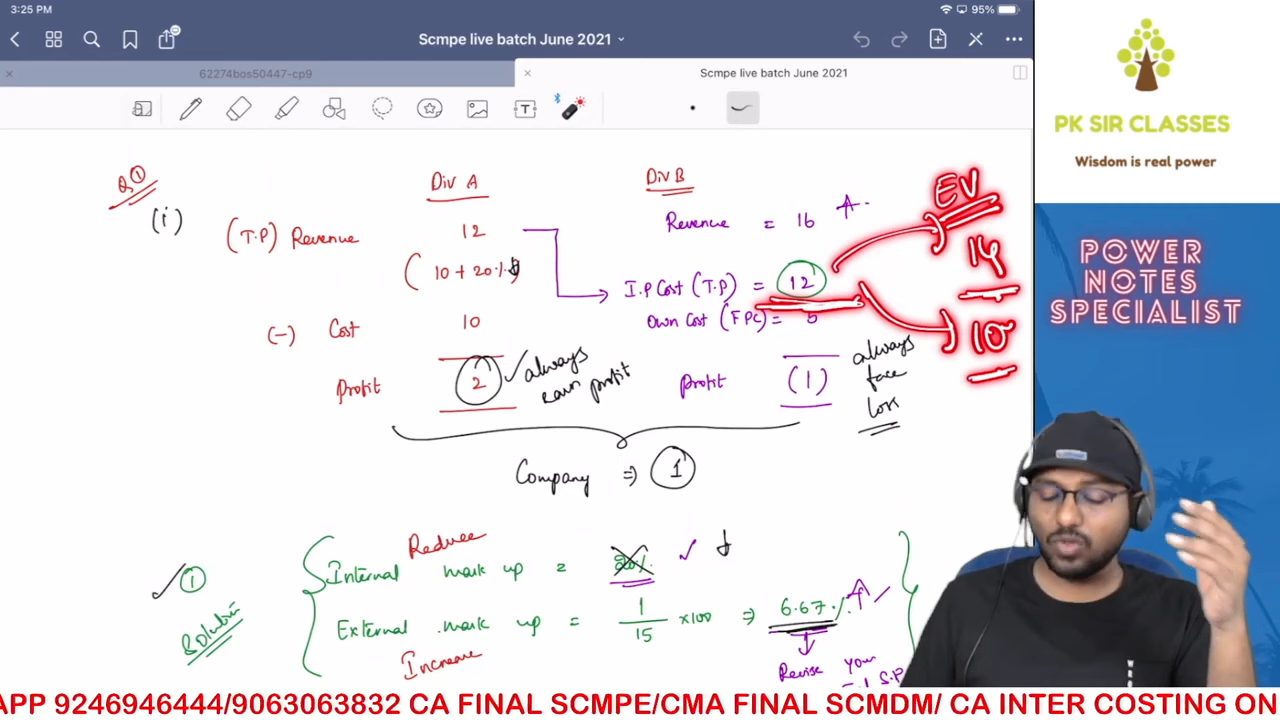 3:25 PM
95%
Scmpe live batch June 2021
62274bos50447-cp9
Scmpe live batch June 2021
PK SIR CLASSES
Wisdom is real power
POWER
NOTES
SPECIALIST
Q①
(i)
Div A
Div B
(T.P) Revenue
12
Revenue = 16
(10 + 20%)
I.P Cost (T.P) = 12
(-) Cost
10
Own Cost (FPC) = 5
Profit
2
✓ always
earn profit
Profit
(1)
always
face
loss
EV
14
10
Company ⇒ 1
✓ ①
Solution
Reduce
Internal mark up = 20% ✓ ↓
External mark up = 1/15 ×100 ⇒ 6.67% ↑
Increase
Revise Your
S.P
APP 9246946444/9063063832 CA FINAL SCMPE/CMA FINAL SCMDM/ CA INTER COSTING ON